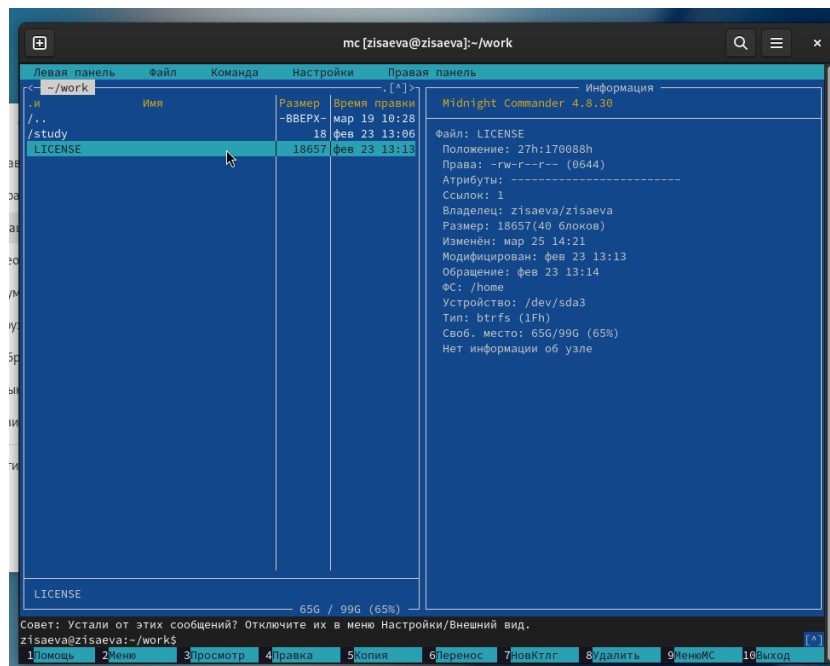 mc [zisaeva@zisaeva]:~/work
Левая панель Файл Команда Настройки Правая панель
<─ ~/work .[^]>
.и Имя Размер Время правки
/.. -ВВЕРХ- мар 19 10:28
/study 18 фев 23 13:06
LICENSE 18657 фев 23 13:13
LICENSE
65G / 99G (65%)
Информация
Midnight Commander 4.8.30
Файл: LICENSE
Положение: 27h:170088h
Права: -rw-r--r-- (0644)
Атрибуты: -------------------------
Ссылок: 1
Владелец: zisaeva/zisaeva
Размер: 18657(40 блоков)
Изменён: мар 25 14:21
Модифицирован: фев 23 13:13
Обращение: фев 23 13:14
ФС: /home
Устройство: /dev/sda3
Тип: btrfs (1Fh)
Своб. место: 65G/99G (65%)
Нет информации об узле
Совет: Устали от этих сообщений? Отключите их в меню Настройки/Внешний вид.
zisaeva@zisaeva:~/work$ [^]
1Помощь 2Меню 3Просмотр 4Правка 5Копия 6Перенос 7НовКтлг 8Удалить 9МенюMC 10Выход